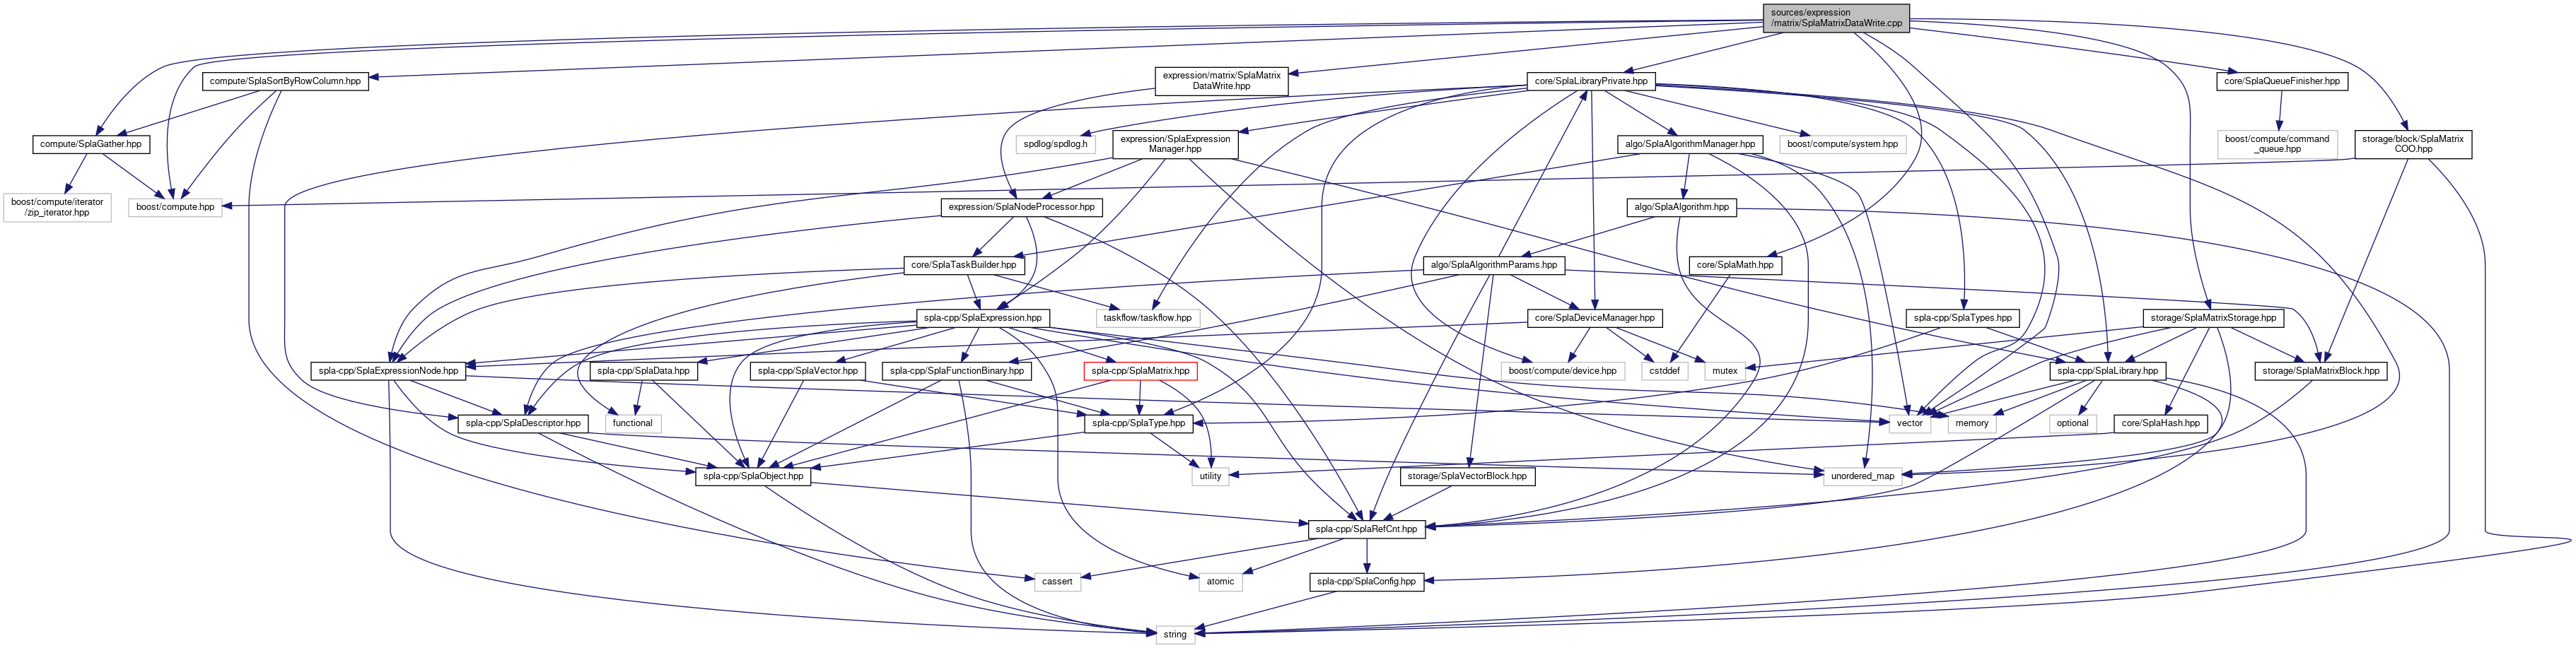 sources/expression
/matrix/SplaMatrixDataWrite.cpp
compute/SplaSortByRowColumn.hpp
expression/matrix/SplaMatrix
DataWrite.hpp
core/SplaLibraryPrivate.hpp
core/SplaQueueFinisher.hpp
compute/SplaGather.hpp
spdlog/spdlog.h
expression/SplaExpression
Manager.hpp
algo/SplaAlgorithmManager.hpp
boost/compute/system.hpp
boost/compute/command
_queue.hpp
storage/block/SplaMatrix
COO.hpp
boost/compute/iterator
/zip_iterator.hpp
boost/compute.hpp
expression/SplaNodeProcessor.hpp
algo/SplaAlgorithm.hpp
core/SplaTaskBuilder.hpp
algo/SplaAlgorithmParams.hpp
core/SplaMath.hpp
spla-cpp/SplaExpression.hpp
taskflow/taskflow.hpp
core/SplaDeviceManager.hpp
spla-cpp/SplaTypes.hpp
storage/SplaMatrixStorage.hpp
spla-cpp/SplaExpressionNode.hpp
spla-cpp/SplaData.hpp
spla-cpp/SplaVector.hpp
spla-cpp/SplaFunctionBinary.hpp
spla-cpp/SplaMatrix.hpp
boost/compute/device.hpp
cstddef
mutex
spla-cpp/SplaLibrary.hpp
storage/SplaMatrixBlock.hpp
spla-cpp/SplaDescriptor.hpp
functional
spla-cpp/SplaType.hpp
vector
memory
optional
core/SplaHash.hpp
spla-cpp/SplaObject.hpp
utility
storage/SplaVectorBlock.hpp
unordered_map
spla-cpp/SplaRefCnt.hpp
cassert
atomic
spla-cpp/SplaConfig.hpp
string